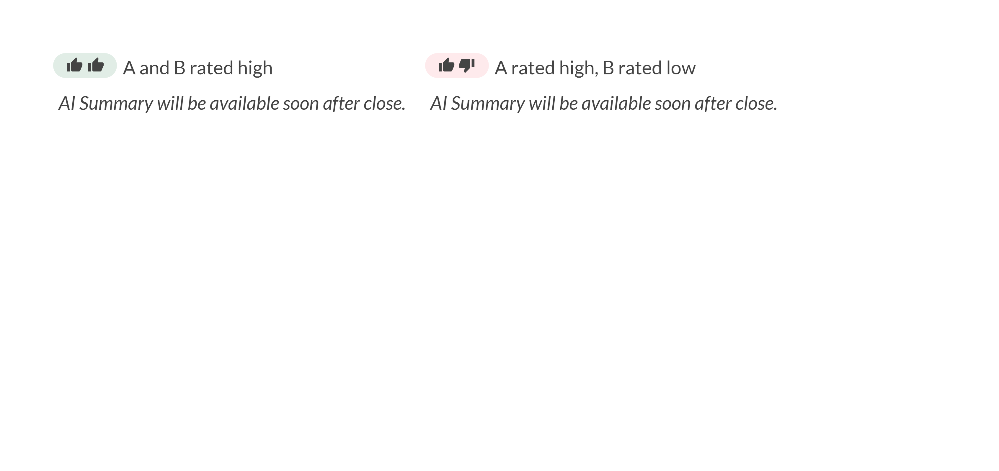 A and B rated high
AI Summary will be available soon after close.
A rated high, B rated low
AI Summary will be available soon after close.